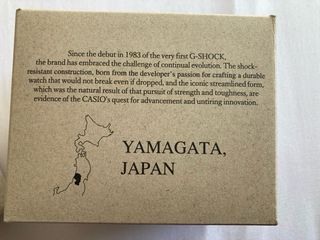 Since the debut in 1983 of the very first G-SHOCK,
the brand has embraced the challenge of continual evolution. The shock-
resistant construction, born from the developer's passion for crafting a durable
watch that would not break even if dropped, and the iconic streamlined form,
which was the natural result of that pursuit of strength and toughness, are
evidence of the CASIO's quest for advancement and untiring innovation.
YAMAGATA,
JAPAN